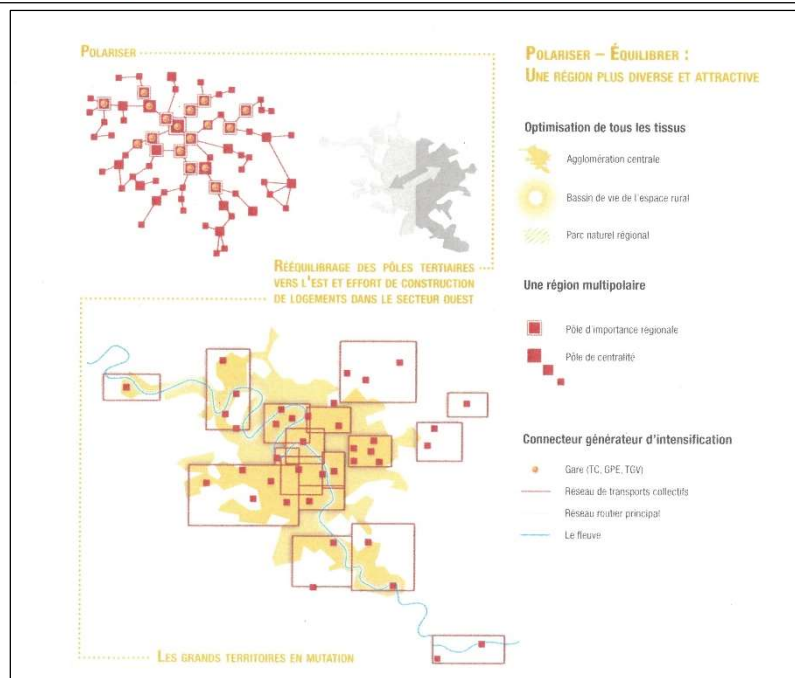 POLARISER
RÉÉQUILIBRAGE DES PÔLES TERTIAIRES
VERS L'EST ET EFFORT DE CONSTRUCTION
DE LOGEMENTS DANS LE SECTEUR OUEST
LES GRANDS TERRITOIRES EN MUTATION
POLARISER – ÉQUILIBRER :
UNE RÉGION PLUS DIVERSE ET ATTRACTIVE
Optimisation de tous les tissus
Agglomération centrale
Bassin de vie de l'espace rural
Parc naturel régional
Une région multipolaire
Pôle d'importance régionale
Pôle de centralité
Connecteur générateur d'intensification
Gare (TC, GPE, TGV)
Réseau de transports collectifs
Réseau routier principal
Le fleuve